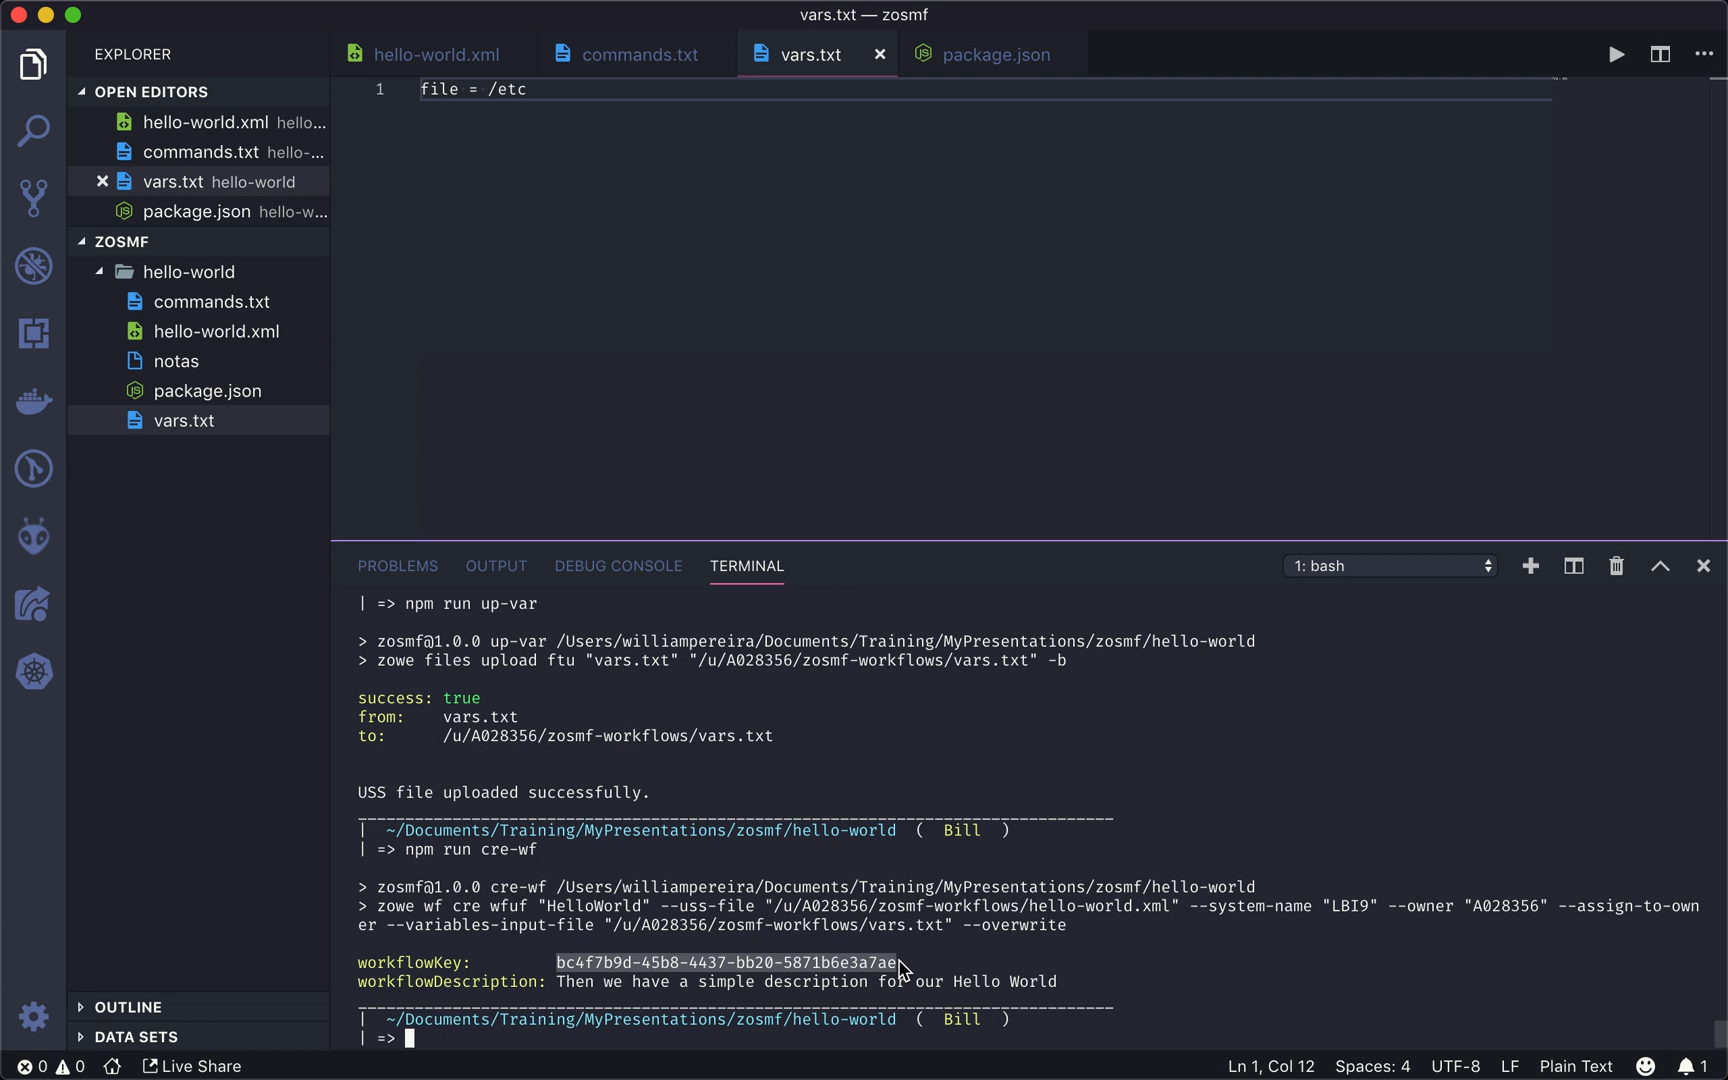 vars.txt — zosmf
EXPLORER
hello-world.xml
commands.txt
vars.txt
package.json
OPEN EDITORS
hello-world.xml hello...
commands.txt hello-...
vars.txt hello-world
package.json hello-w...
ZOSMF
hello-world
commands.txt
hello-world.xml
notas
package.json
vars.txt
OUTLINE
DATA SETS
1 file = /etc
PROBLEMS OUTPUT DEBUG CONSOLE TERMINAL 1: bash
| => npm run up-var
> zosmf@1.0.0 up-var /Users/williampereira/Documents/Training/MyPresentations/zosmf/hello-world
> zowe files upload ftu "vars.txt" "/u/A028356/zosmf-workflows/vars.txt" -b
success: true
from: vars.txt
to: /u/A028356/zosmf-workflows/vars.txt
USS file uploaded successfully.
| ~/Documents/Training/MyPresentations/zosmf/hello-world ( Bill )
| => npm run cre-wf
> zosmf@1.0.0 cre-wf /Users/williampereira/Documents/Training/MyPresentations/zosmf/hello-world
> zowe wf cre wfuf "HelloWorld" --uss-file "/u/A028356/zosmf-workflows/hello-world.xml" --system-name "LBI9" --owner "A028356" --assign-to-own
er --variables-input-file "/u/A028356/zosmf-workflows/vars.txt" --overwrite
workflowKey: bc4f7b9d-45b8-4437-bb20-5871b6e3a7ae
workflowDescription: Then we have a simple description for our Hello World
| ~/Documents/Training/MyPresentations/zosmf/hello-world ( Bill )
| =>
0 0 Live Share Ln 1, Col 12 Spaces: 4 UTF-8 LF Plain Text 1